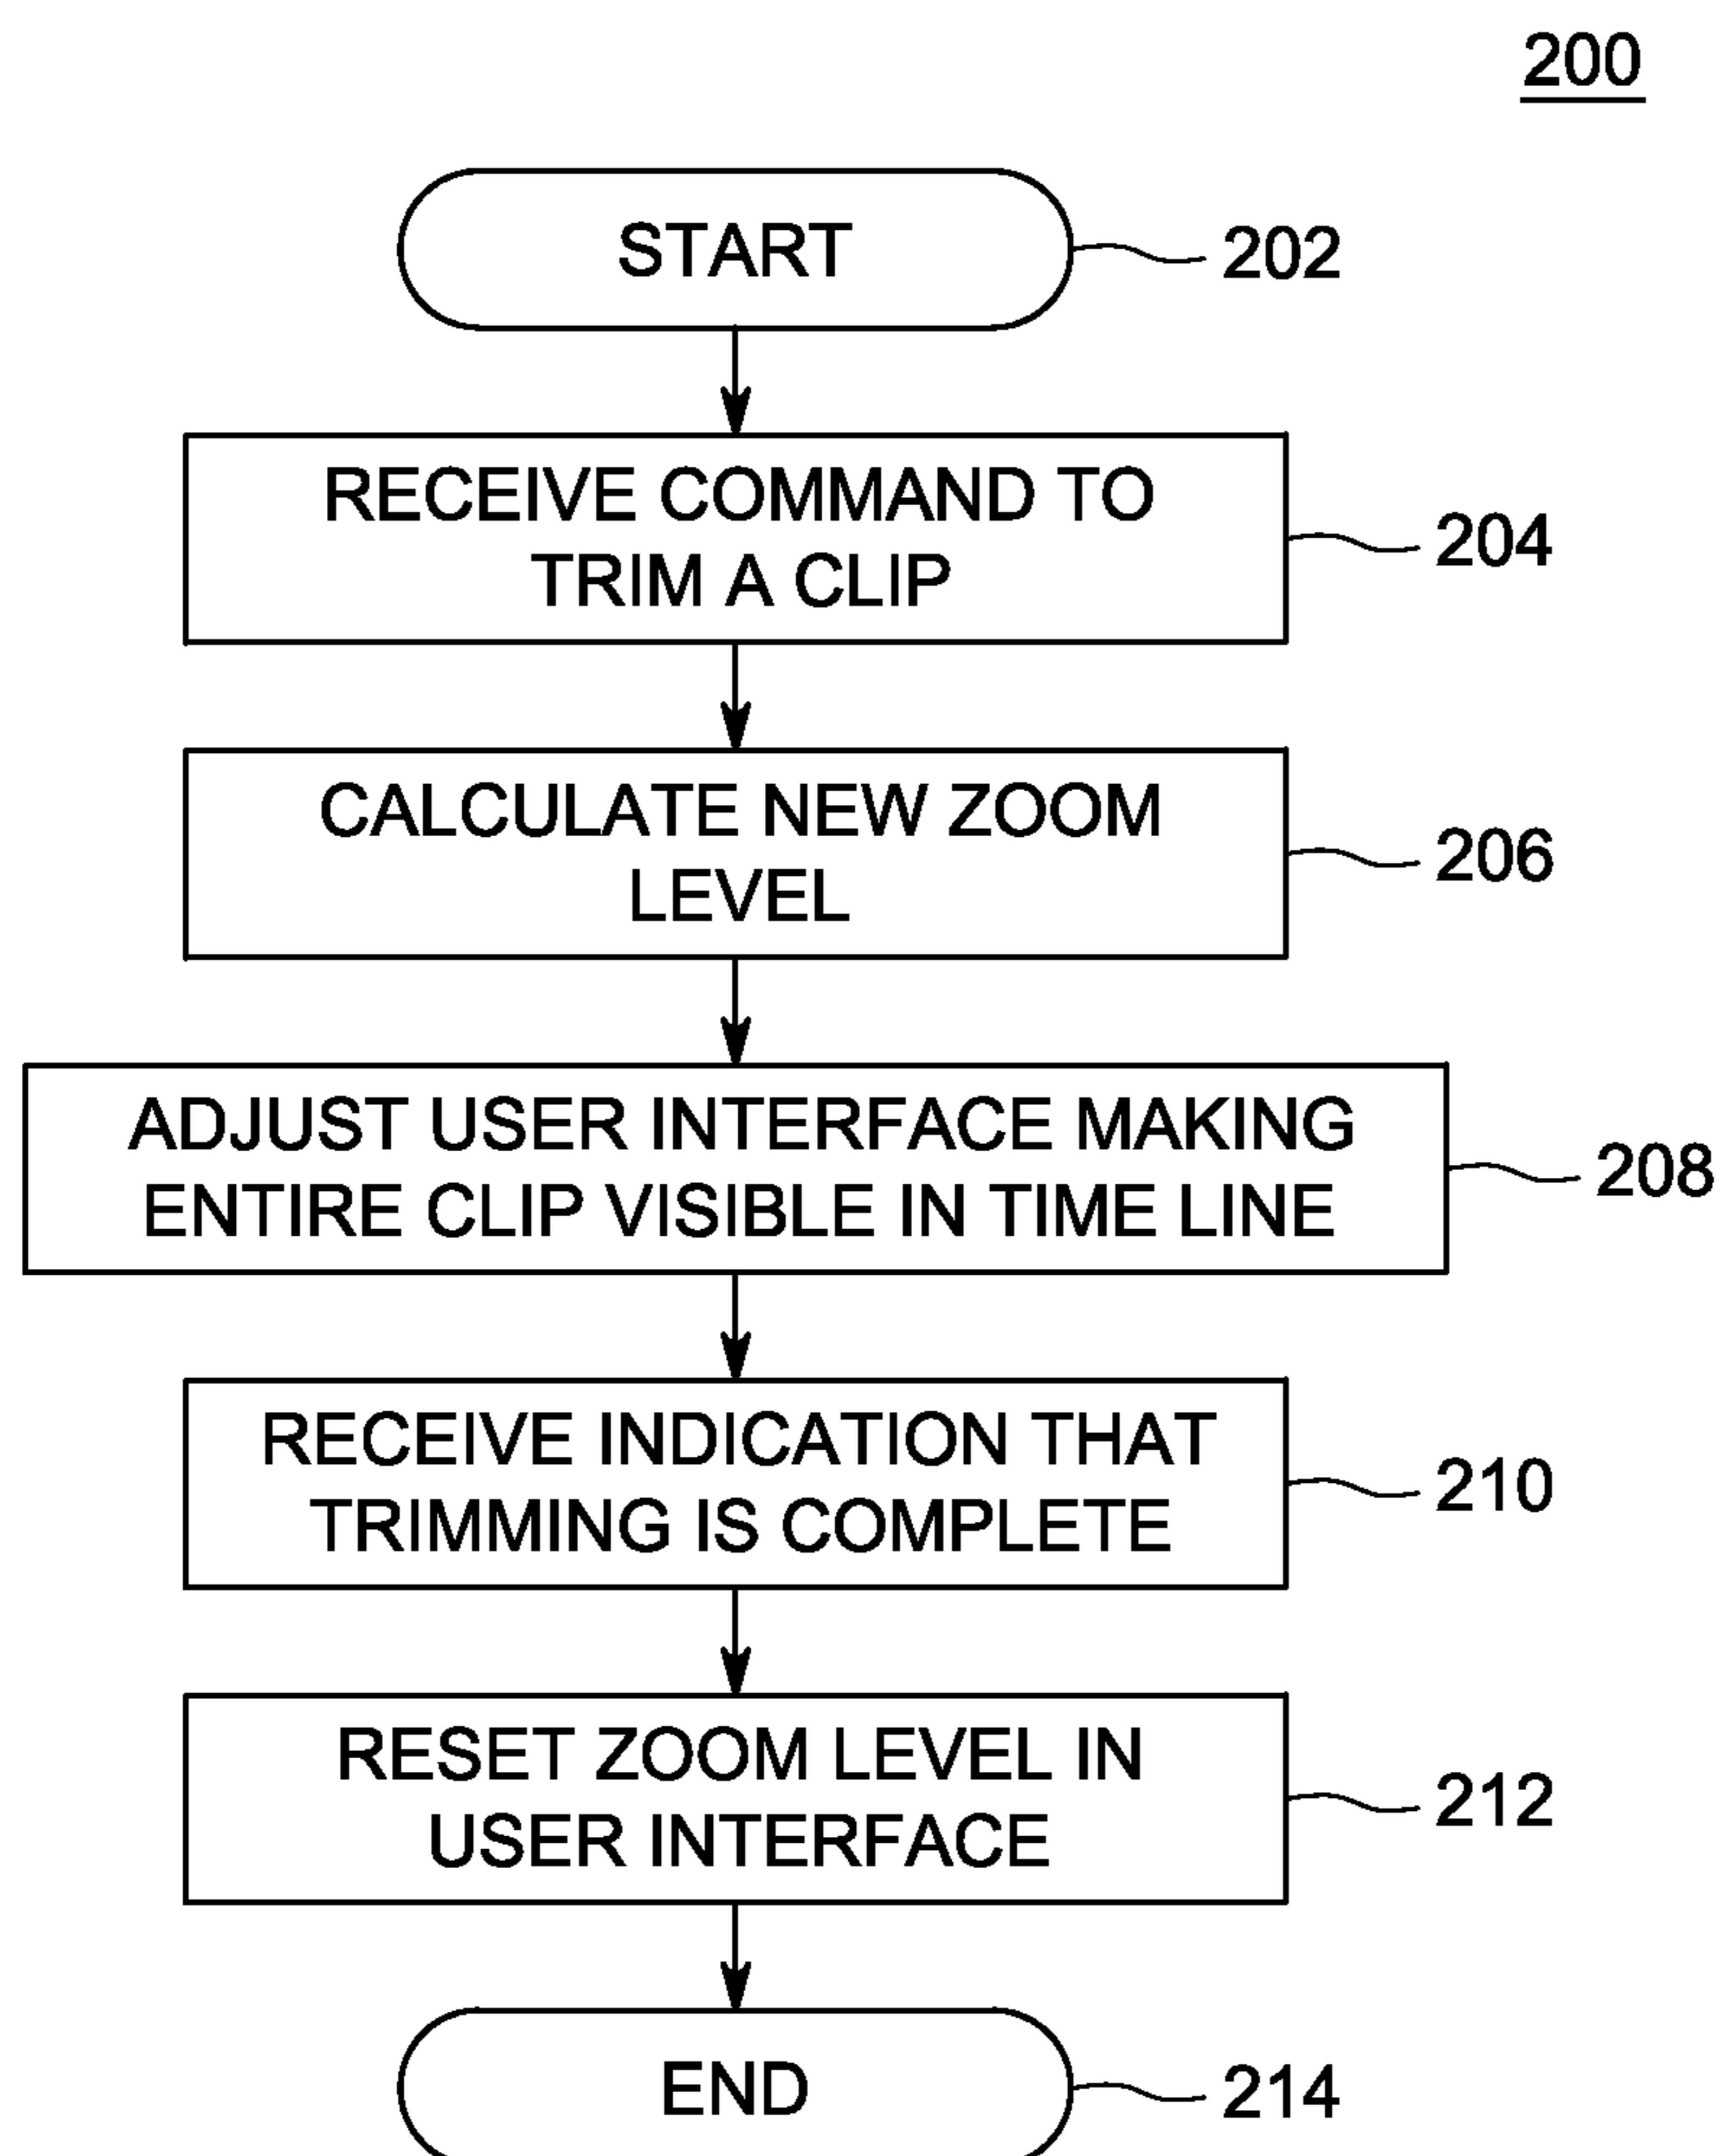 200
START
202
RECEIVE COMMAND TO
TRIM A CLIP
204
CALCULATE NEW ZOOM
LEVEL
206
ADJUST USER INTERFACE MAKING
ENTIRE CLIP VISIBLE IN TIME LINE
208
RECEIVE INDICATION THAT
TRIMMING IS COMPLETE
210
RESET ZOOM LEVEL IN
USER INTERFACE
212
END
214